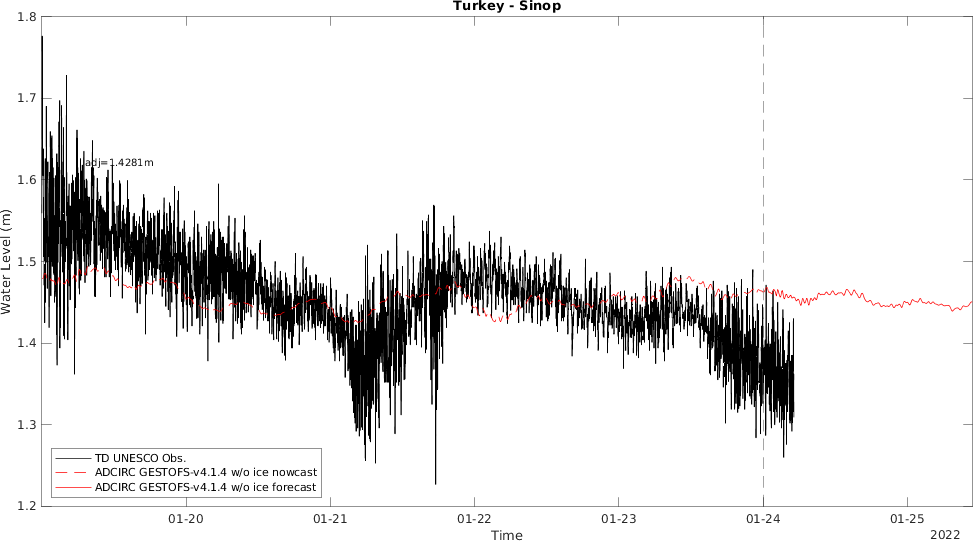 Turkey - Sinop
1.8
1.7
1.6
1.5
1.4
1.3
1.2
Water Level (m)
adj=1.4281m
TD UNESCO Obs.
ADCIRC GESTOFS-v4.1.4 w/o ice nowcast
ADCIRC GESTOFS-v4.1.4 w/o ice forecast
01-20
01-21
01-22
01-23
01-24
01-25
Time
2022